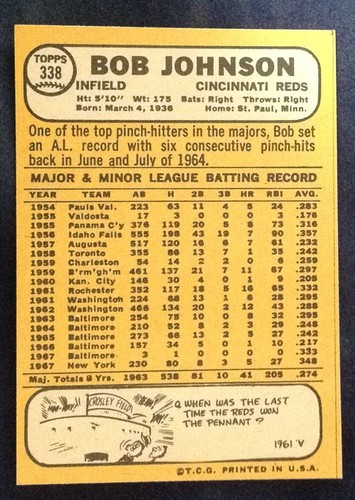 TOPPS
338
BOB JOHNSON
INFIELD CINCINNATI REDS
Ht: 5'10" Wt: 175 Bats: Right Throws: Right
Born: March 4, 1936 Home: St. Paul, Minn.
One of the top pinch-hitters in the majors, Bob set
an A.L. record with six consecutive pinch-hits
back in June and July of 1964.
MAJOR & MINOR LEAGUE BATTING RECORD
YEAR TEAM AB H 2B 3B HR RBI AVG.
1954 Pauls Val. 223 63 11 4 5 24 .283
1955 Valdosta 17 3 0 0 0 3 .176
1955 Panama C'y 376 119 20 5 8 73 .316
1956 Idaho Falls 555 198 43 19 7 90 .357
1957 Augusta 517 120 16 6 7 61 .232
1958 Toronto 355 86 13 7 1 35 .242
1959 Charleston 54 14 2 2 0 6 .259
1959 B'rm'gh'm 461 137 21 7 11 67 .297
1960 Kan. City 146 30 4 0 1 9 .205
1961 Rochester 352 117 18 5 16 65 .332
1961 Washington 224 66 13 1 6 28 .295
1962 Washington 466 134 20 2 12 43 .288
1963 Baltimore 254 75 10 0 8 32 .295
1964 Baltimore 210 52 8 2 3 29 .248
1965 Baltimore 273 66 13 2 5 27 .242
1966 Baltimore 157 34 5 0 1 10 .217
1967 Baltimore 3 1 0 0 0 0 .333
1967 New York 230 80 8 3 5 27 .348
Maj. Totals 8 Yrs. 1963 538 81 10 41 205 .274
CROSLEY FIELD
Q. WHEN WAS THE LAST
TIME THE REDS WON
THE PENNANT?
A. 1961
©T.C.G. PRINTED IN U.S.A.